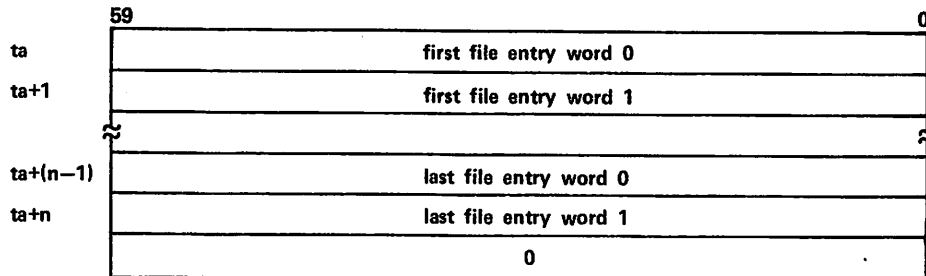 59 0
ta first file entry word 0
ta+1 first file entry word 1
ta+(n−1) last file entry word 0
ta+n last file entry word 1
0